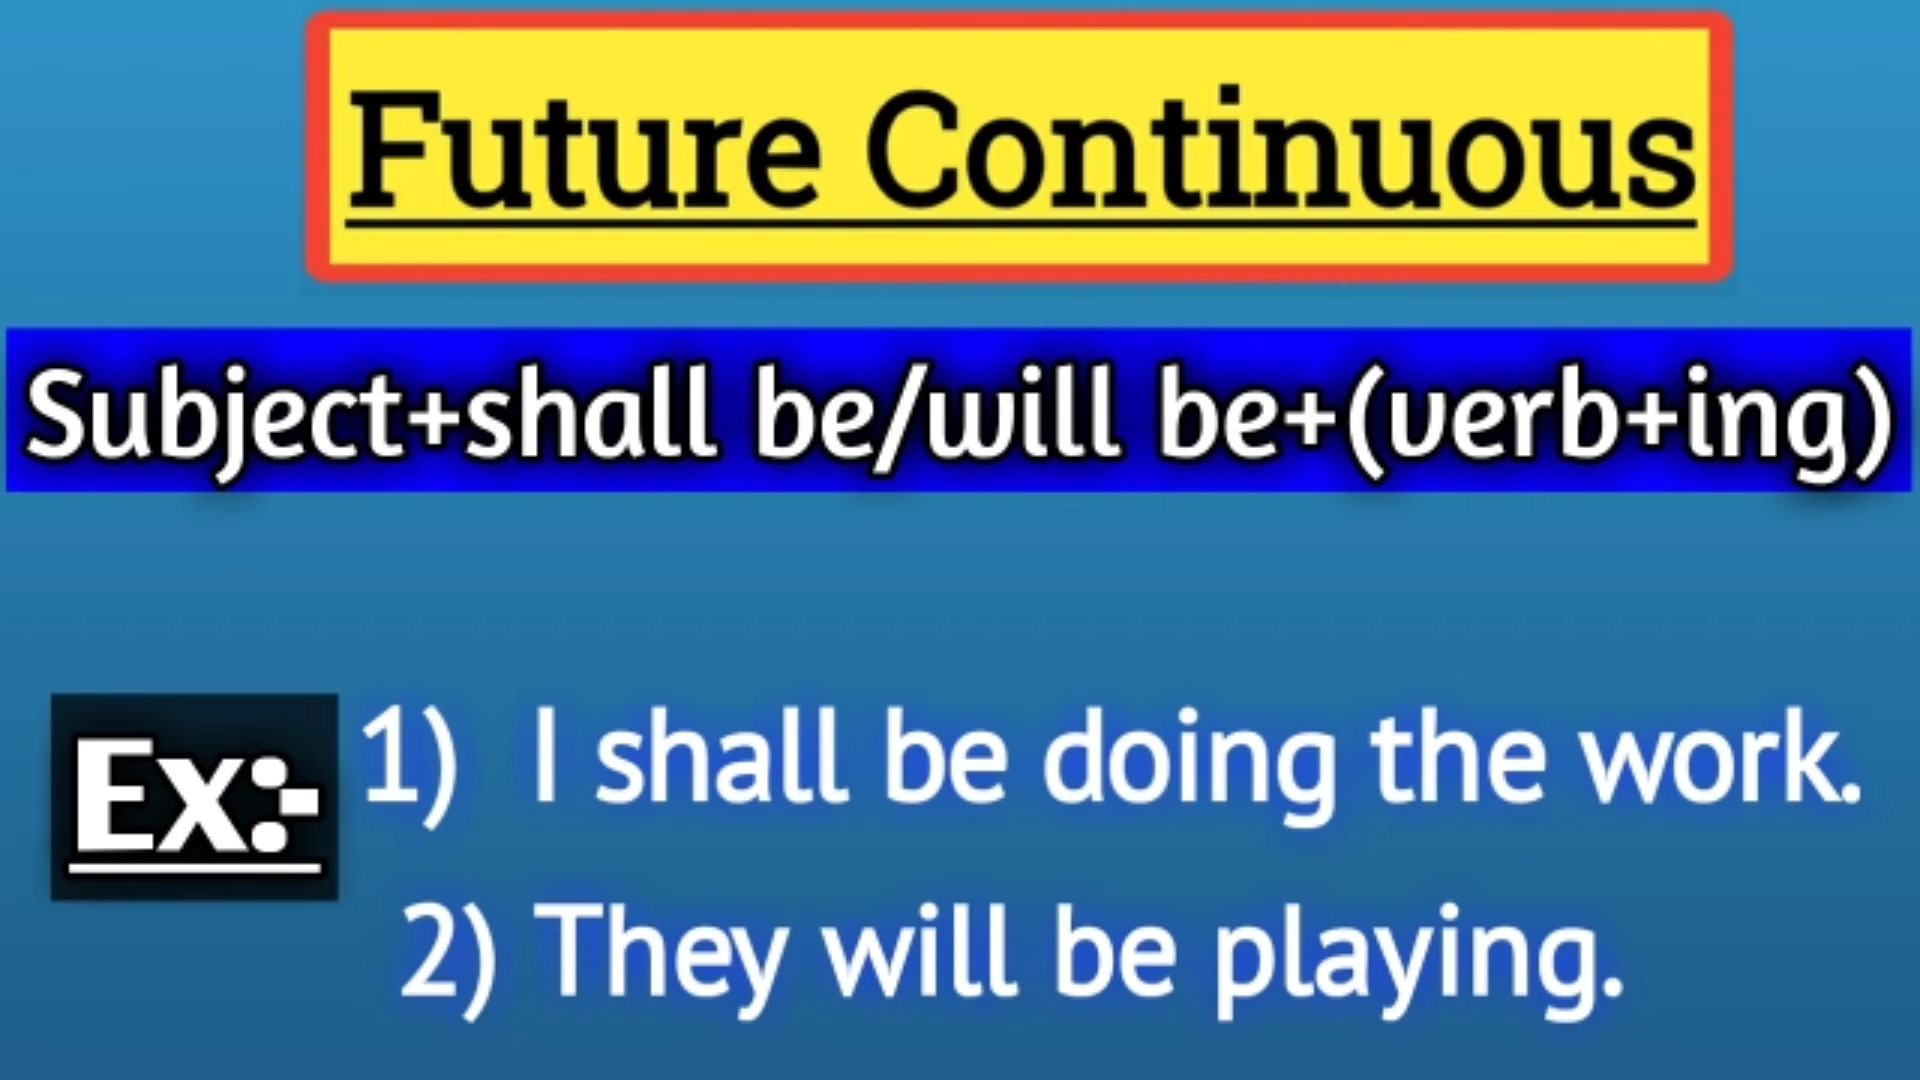 Future Continuous
Subject+shall be/will be+(verb+ing)
Ex:- 1) I shall be doing the work.
2) They will be playing.